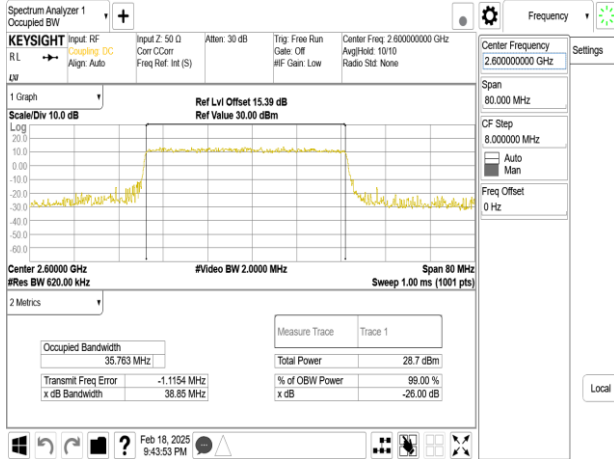 Spectrum Analyzer 1
Occupied BW
+
Frequency
KEYSIGHT
Input: RF
Coupling: DC
Align: Auto
Input Z: 50 Ω
Corr CCorr
Freq Ref: Int (S)
Atten: 30 dB
Trig: Free Run
Gate: Off
#IF Gain: Low
Center Freq: 2.600000000 GHz
Avg|Hold: 10/10
Radio Std: None
RL
LXI
Center Frequency
2.600000000 GHz
Settings
Span
80.000 MHz
CF Step
8.000000 MHz
Auto
Man
Freq Offset
0 Hz
Local
1 Graph
Scale/Div 10.0 dB
Ref Lvl Offset 15.39 dB
Ref Value 30.00 dBm
Log
20.0
10.0
0.00
-10.0
-20.0
-30.0
-40.0
-50.0
-60.0
Center 2.60000 GHz
#Video BW 2.0000 MHz
Span 80 MHz
#Res BW 620.00 kHz
Sweep 1.00 ms (1001 pts)
2 Metrics
Measure Trace Trace 1
Occupied Bandwidth
35.763 MHz
Total Power 28.7 dBm
Transmit Freq Error -1.1154 MHz
% of OBW Power 99.00 %
x dB Bandwidth 38.85 MHz
x dB -26.00 dB
?
Feb 18, 2025
9:43:53 PM